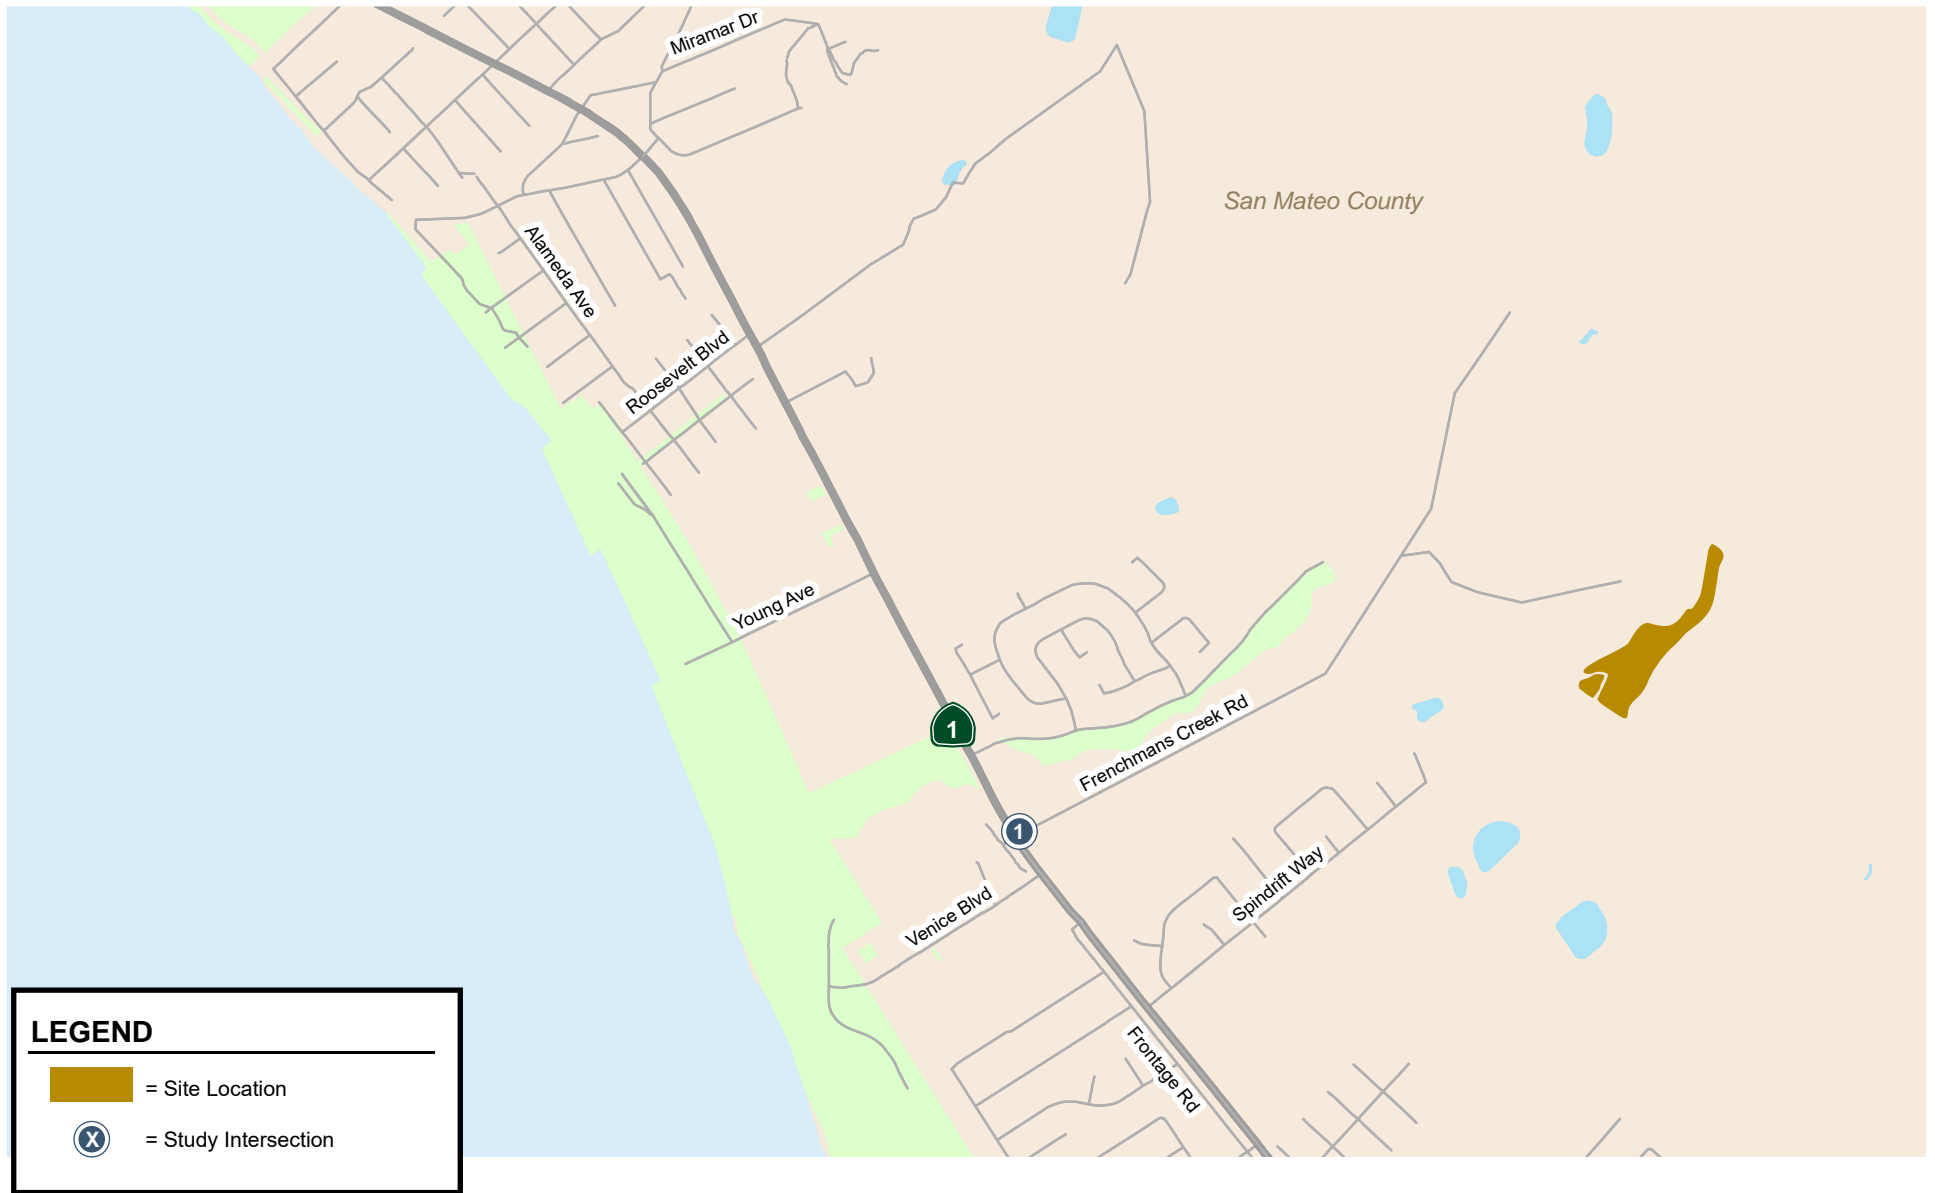 Miramar Dr
San Mateo County
Alameda Ave
Roosevelt Blvd
Young Ave
1
Frenchmans Creek Rd
1
Spindrift Way
Venice Blvd
Frontage Rd
LEGEND
= Site Location
X = Study Intersection